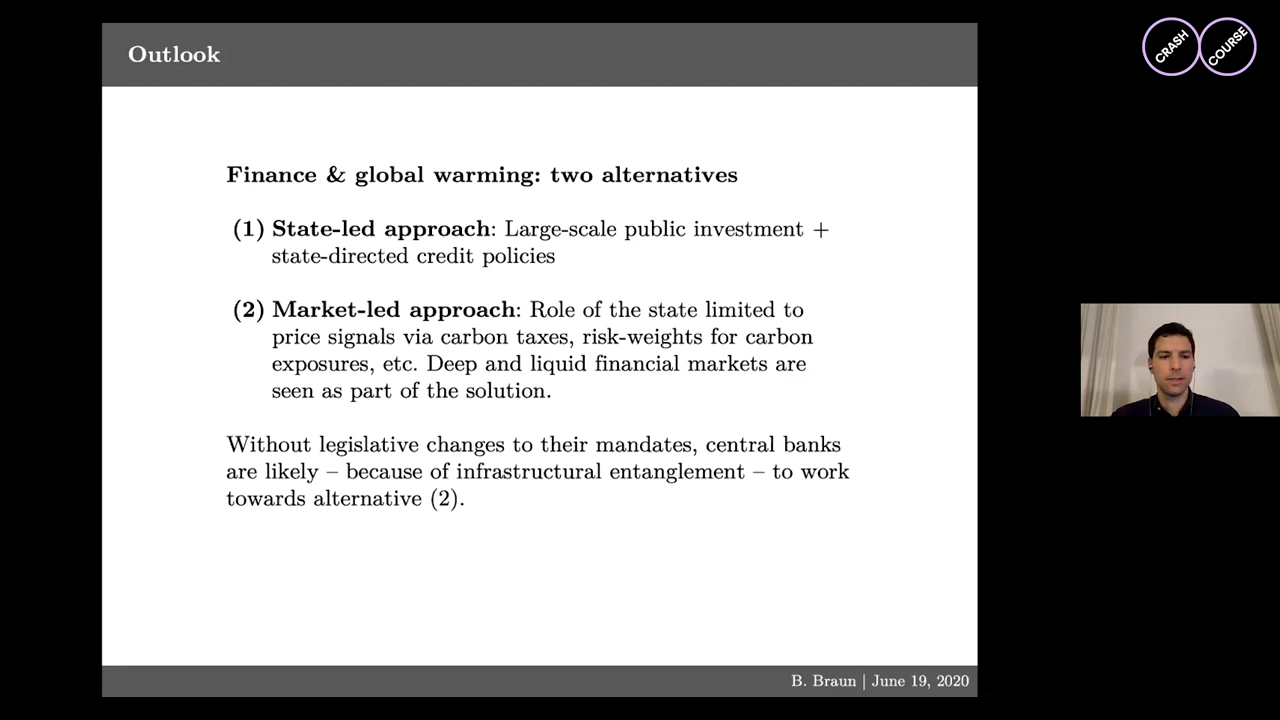 Outlook
CRASH COURSE
Finance & global warming: two alternatives
(1) State-led approach: Large-scale public investment +
state-directed credit policies
(2) Market-led approach: Role of the state limited to
price signals via carbon taxes, risk-weights for carbon
exposures, etc. Deep and liquid financial markets are
seen as part of the solution.
Without legislative changes to their mandates, central banks
are likely – because of infrastructural entanglement – to work
towards alternative (2).
B. Braun | June 19, 2020